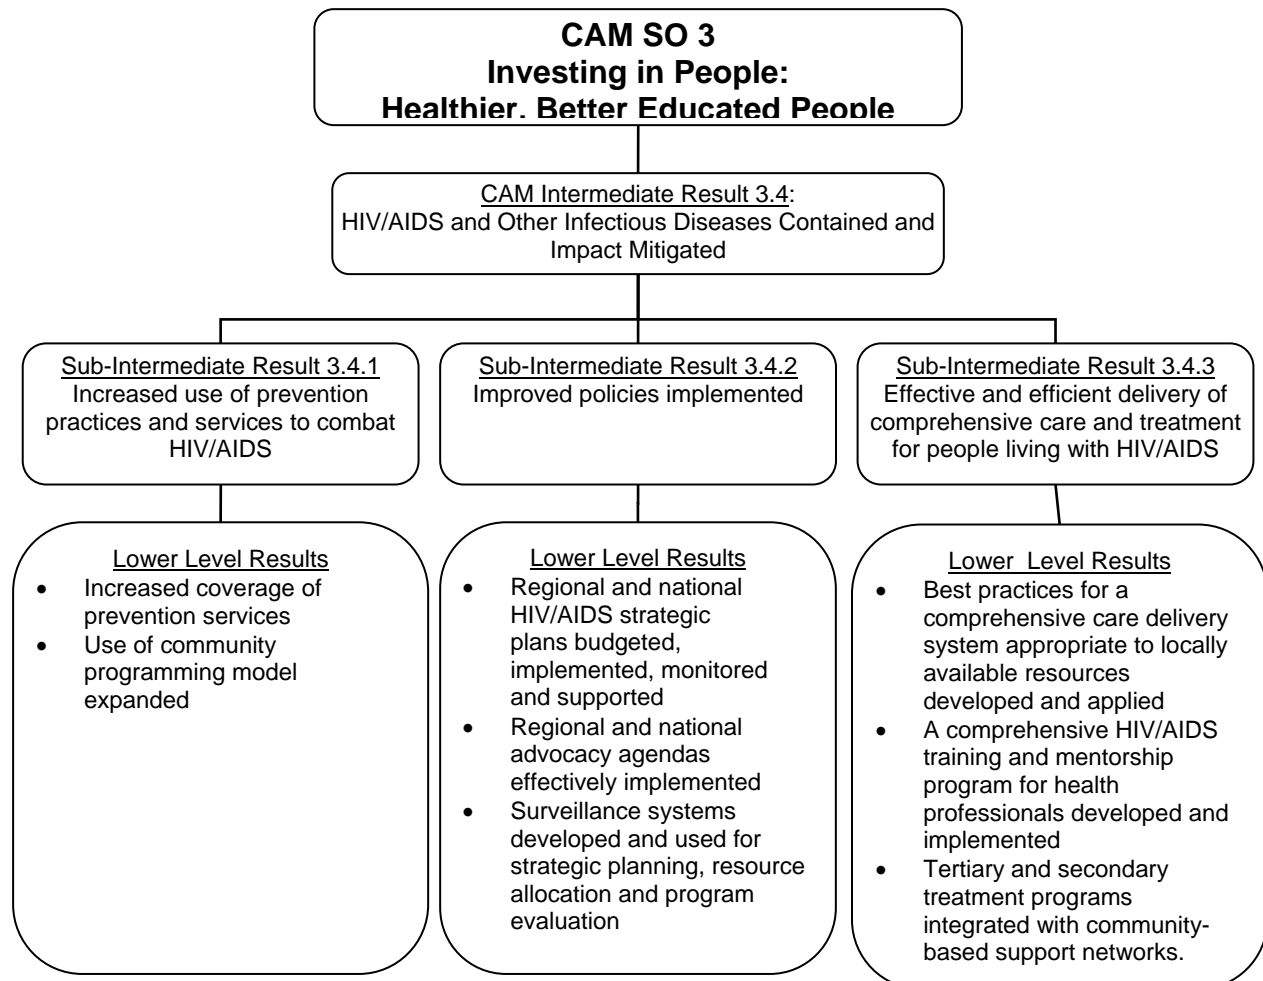 CAM SO 3
Investing in People:
Healthier, Better Educated People
CAM Intermediate Result 3.4:
HIV/AIDS and Other Infectious Diseases Contained and
Impact Mitigated
Sub-Intermediate Result 3.4.1
Increased use of prevention
practices and services to combat
HIV/AIDS
Sub-Intermediate Result 3.4.2
Improved policies implemented
Sub-Intermediate Result 3.4.3
Effective and efficient delivery of
comprehensive care and treatment
for people living with HIV/AIDS
Lower Level Results
• Increased coverage of
prevention services
• Use of community
programming model
expanded
Lower Level Results
• Regional and national
HIV/AIDS strategic
plans budgeted,
implemented, monitored
and supported
• Regional and national
advocacy agendas
effectively implemented
• Surveillance systems
developed and used for
strategic planning, resource
allocation and program
evaluation
Lower Level Results
• Best practices for a
comprehensive care delivery
system appropriate to locally
available resources
developed and applied
• A comprehensive HIV/AIDS
training and mentorship
program for health
professionals developed and
implemented
• Tertiary and secondary
treatment programs
integrated with community-
based support networks.